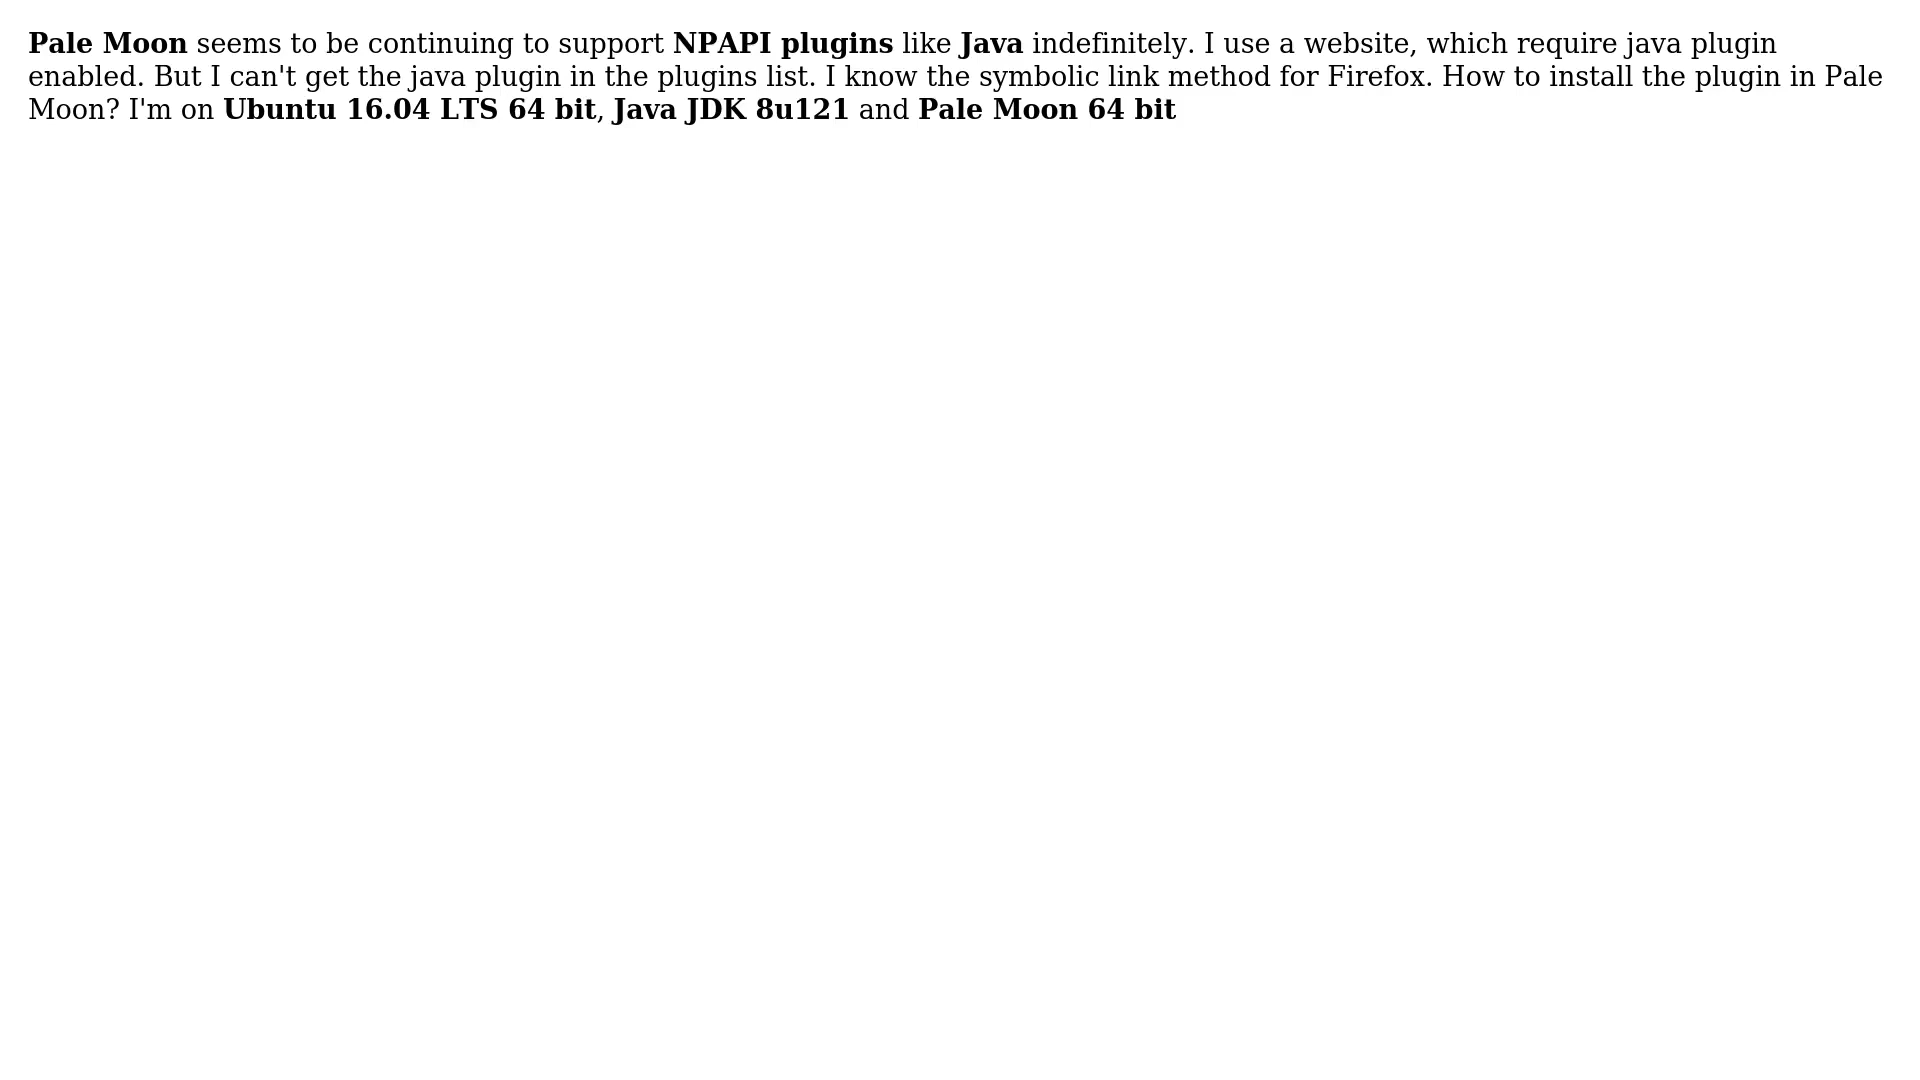 Pale Moon seems to be continuing to support NPAPI plugins like Java indefinitely. I use a website, which require java plugin
enabled. But I can't get the java plugin in the plugins list. I know the symbolic link method for Firefox. How to install the plugin in Pale
Moon? I'm on Ubuntu 16.04 LTS 64 bit, Java JDK 8u121 and Pale Moon 64 bit